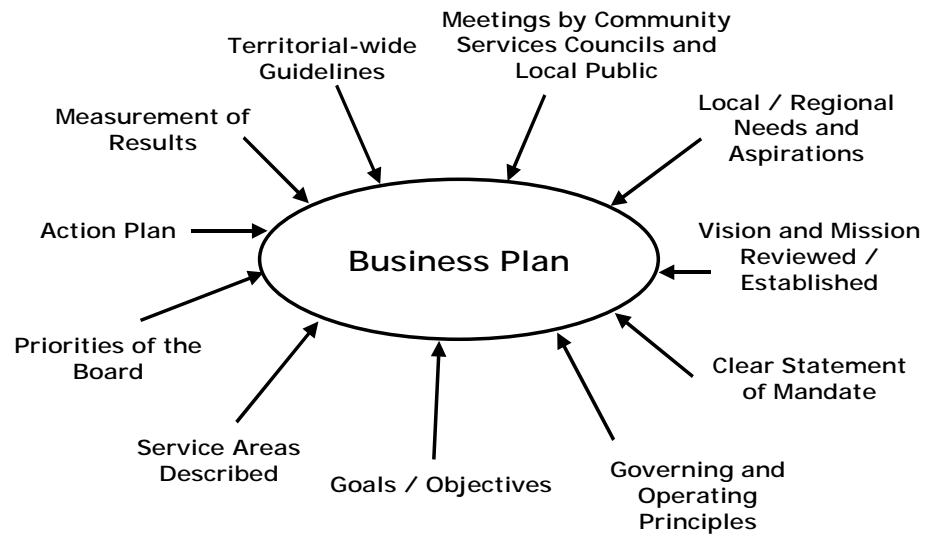 Meetings by Community
Services Councils and
Local Public
Territorial-wide
Guidelines
Measurement of
Results
Local / Regional
Needs and
Aspirations
Action Plan
Business Plan
Vision and Mission
Reviewed /
Established
Priorities of the
Board
Clear Statement
of Mandate
Service Areas
Described
Goals / Objectives
Governing and
Operating
Principles